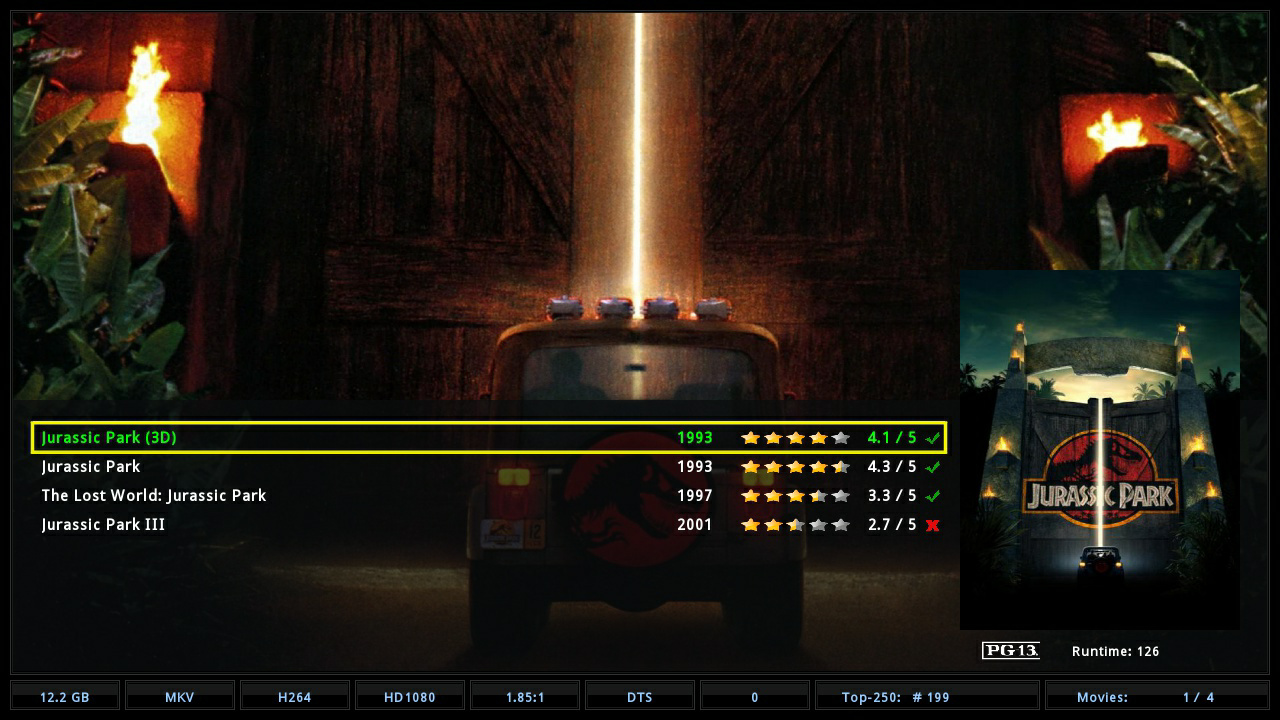 Jurassic Park (3D) 1993 4.1 / 5
Jurassic Park 1993 4.3 / 5
The Lost World: Jurassic Park 1997 3.3 / 5
Jurassic Park III 2001 2.7 / 5
JURASSIC PARK
PG13 Runtime: 126
12.2 GB MKV H264 HD1080 1.85:1 DTS 0 Top-250: # 199 Movies: 1 / 4